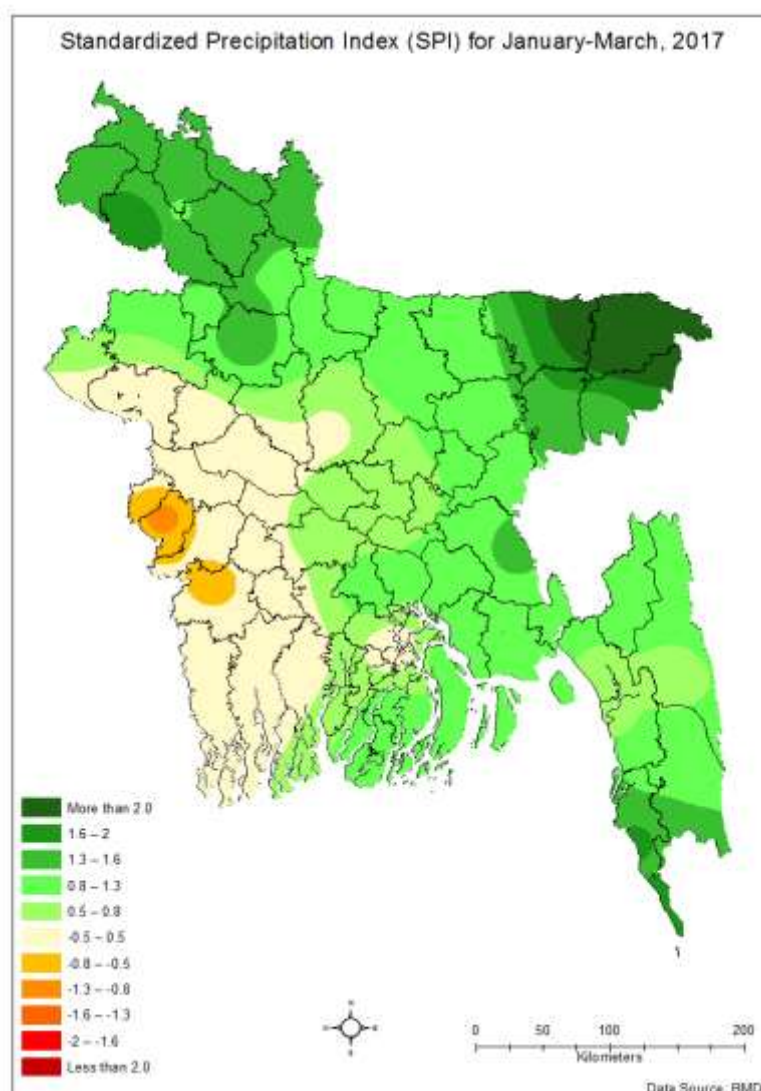 Standardized Precipitation Index (SPI) for January-March, 2017
More than 2.0
1.6 – 2
1.3 – 1.6
0.8 – 1.3
0.5 – 0.8
-0.5 – 0.5
-0.8 – -0.5
-1.3 – -0.8
-1.6 – -1.3
-2 – -1.6
Less than 2.0
0 50 100 200
Kilometers
Data Source: BMD